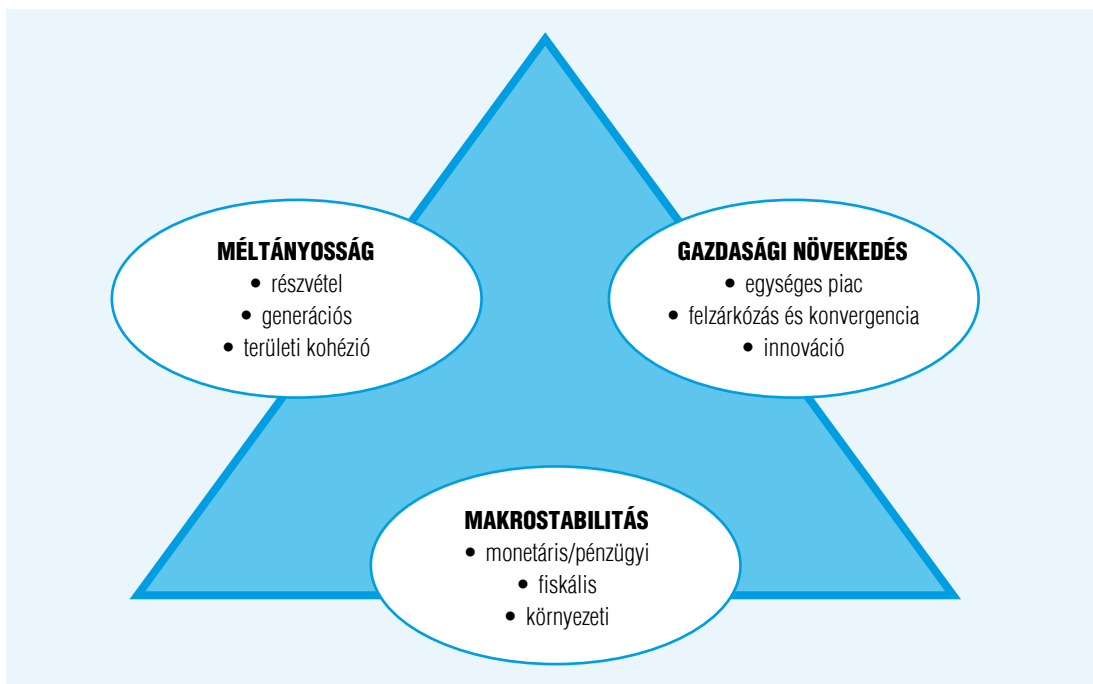 MÉLTÁNYOSSÁG
• részvétel
• generációs
• területi kohézió
GAZDASÁGI NÖVEKEDÉS
• egységes piac
• felzárkózás és konvergencia
• innováció
MAKROSTABILITÁS
• monetáris/pénzügyi
• fiskális
• környezeti